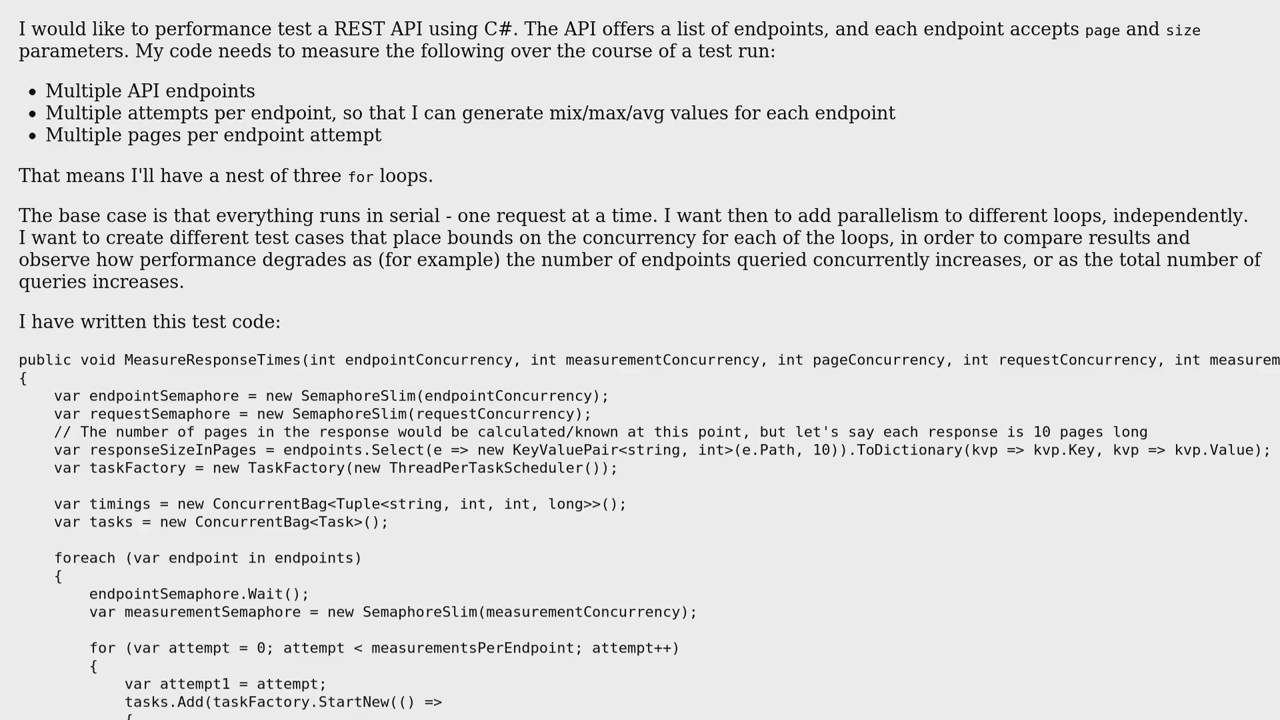 I would like to performance test a REST API using C#. The API offers a list of endpoints, and each endpoint accepts page and size
parameters. My code needs to measure the following over the course of a test run:
• Multiple API endpoints
• Multiple attempts per endpoint, so that I can generate mix/max/avg values for each endpoint
• Multiple pages per endpoint attempt
That means I'll have a nest of three for loops.
The base case is that everything runs in serial - one request at a time. I want then to add parallelism to different loops, independently.
I want to create different test cases that place bounds on the concurrency for each of the loops, in order to compare results and
observe how performance degrades as (for example) the number of endpoints queried concurrently increases, or as the total number of
queries increases.
I have written this test code:
public void MeasureResponseTimes(int endpointConcurrency, int measurementConcurrency, int pageConcurrency, int requestConcurrency, int measurem
{
    var endpointSemaphore = new SemaphoreSlim(endpointConcurrency);
    var requestSemaphore = new SemaphoreSlim(requestConcurrency);
    // The number of pages in the response would be calculated/known at this point, but let's say each response is 10 pages long
    var responseSizeInPages = endpoints.Select(e => new KeyValuePair<string, int>(e.Path, 10)).ToDictionary(kvp => kvp.Key, kvp => kvp.Value);
    var taskFactory = new TaskFactory(new ThreadPerTaskScheduler());
    var timings = new ConcurrentBag<Tuple<string, int, int, long>>();
    var tasks = new ConcurrentBag<Task>();
    foreach (var endpoint in endpoints)
    {
        endpointSemaphore.Wait();
        var measurementSemaphore = new SemaphoreSlim(measurementConcurrency);
        for (var attempt = 0; attempt < measurementsPerEndpoint; attempt++)
        {
            var attempt1 = attempt;
            tasks.Add(taskFactory.StartNew(() =>
            {